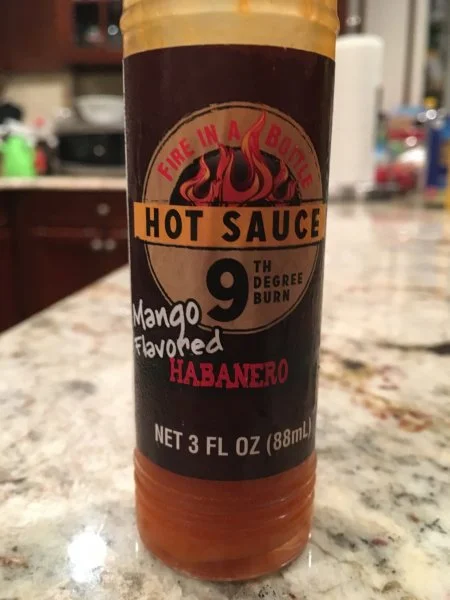 FIRE IN A BOTTLE
HOT SAUCE
9 TH
DEGREE
BURN
Mango
Flavored
HABANERO
NET 3 FL OZ (88mL)